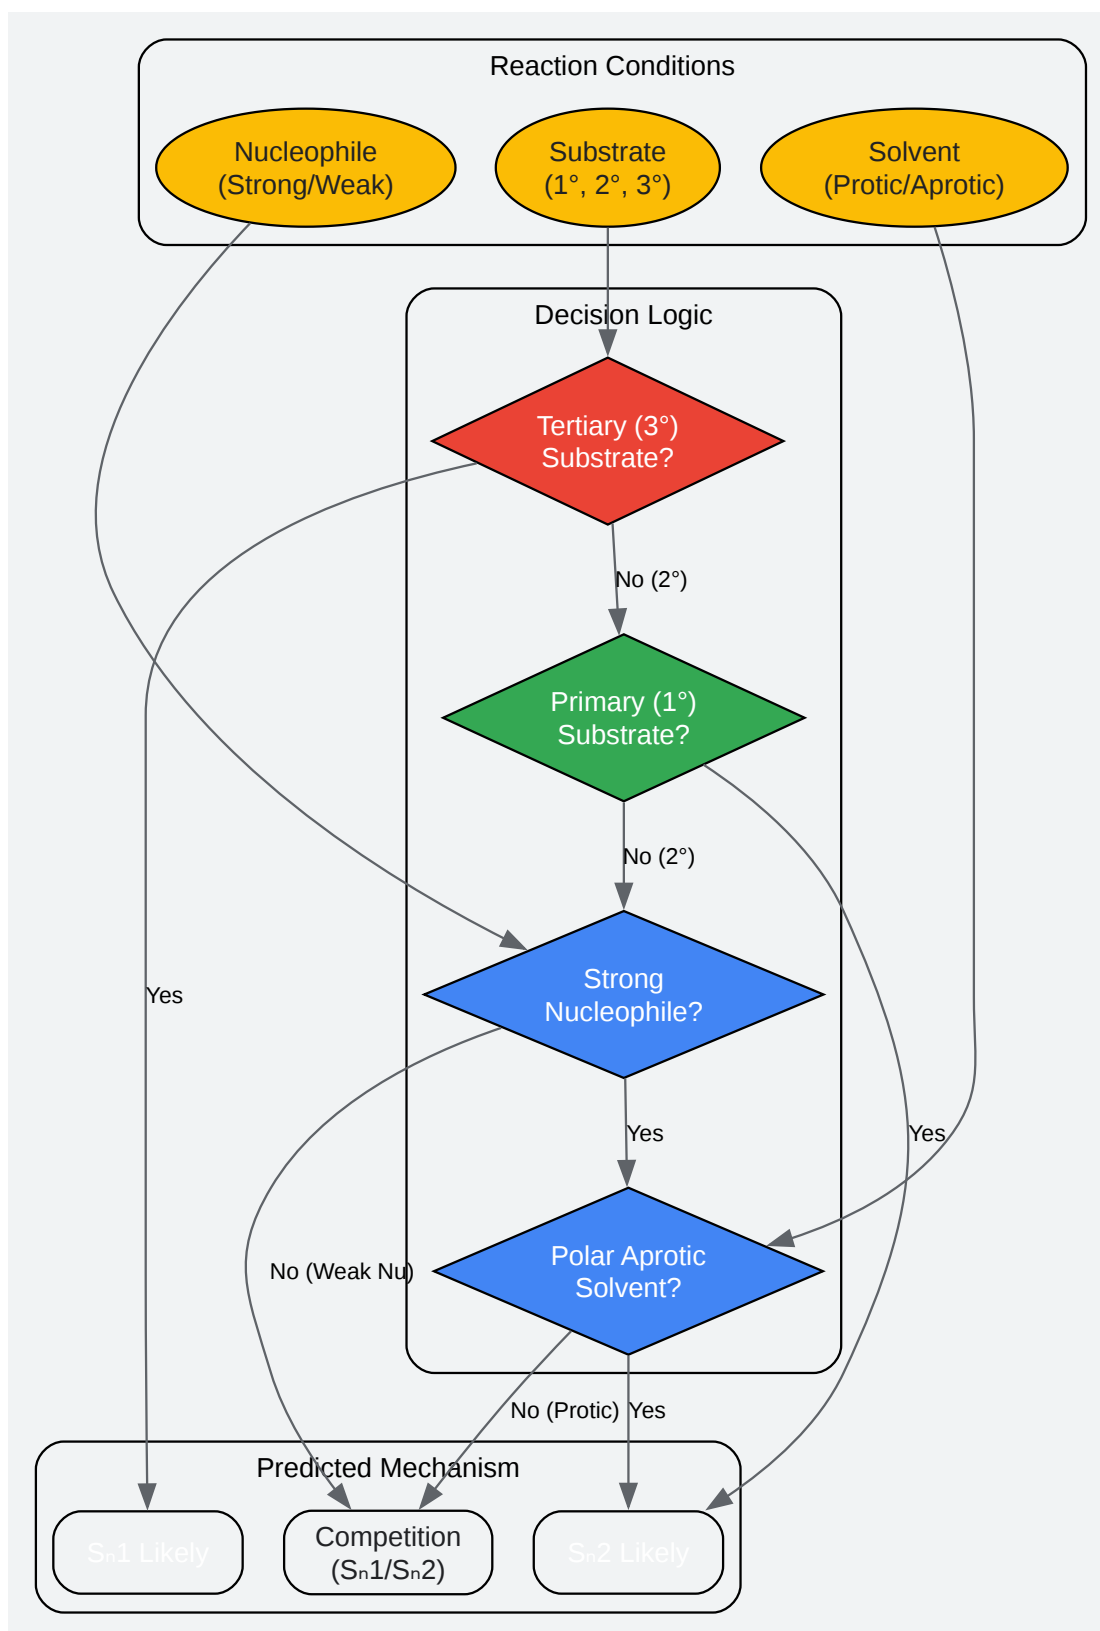 Reaction Conditions
Nucleophile
(Strong/Weak)
Substrate
(1°, 2°, 3°)
Solvent
(Protic/Aprotic)
Decision Logic
Tertiary (3°)
Substrate?
No (2°)
Primary (1°)
Substrate?
No (2°)
Strong
Nucleophile?
Yes
Yes
Yes
Polar Aprotic
Solvent?
No (Weak Nu)
No (Protic)
Yes
Predicted Mechanism
Sₙ1 Likely
Competition
(Sₙ1/Sₙ2)
Sₙ2 Likely